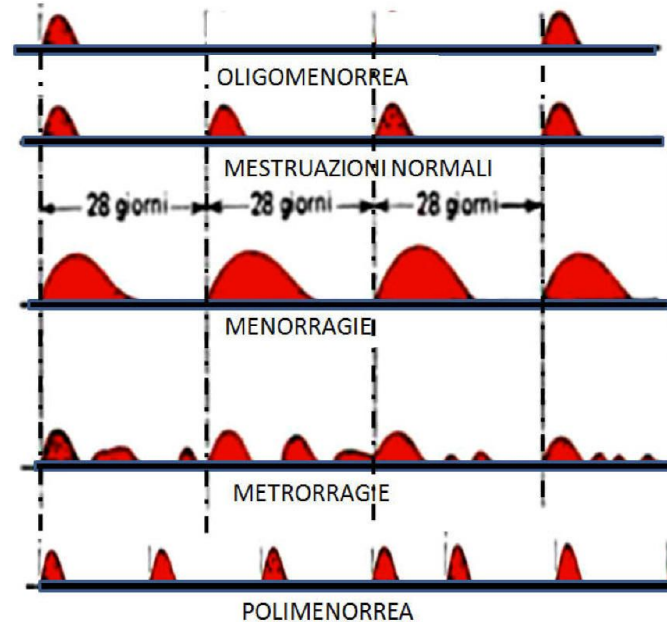 OLIGOMENORREA
MESTRUAZIONI NORMALI
28 giorni 28 giorni 28 giorni
MENORRAGIE
METRORRAGIE
POLIMENORREA